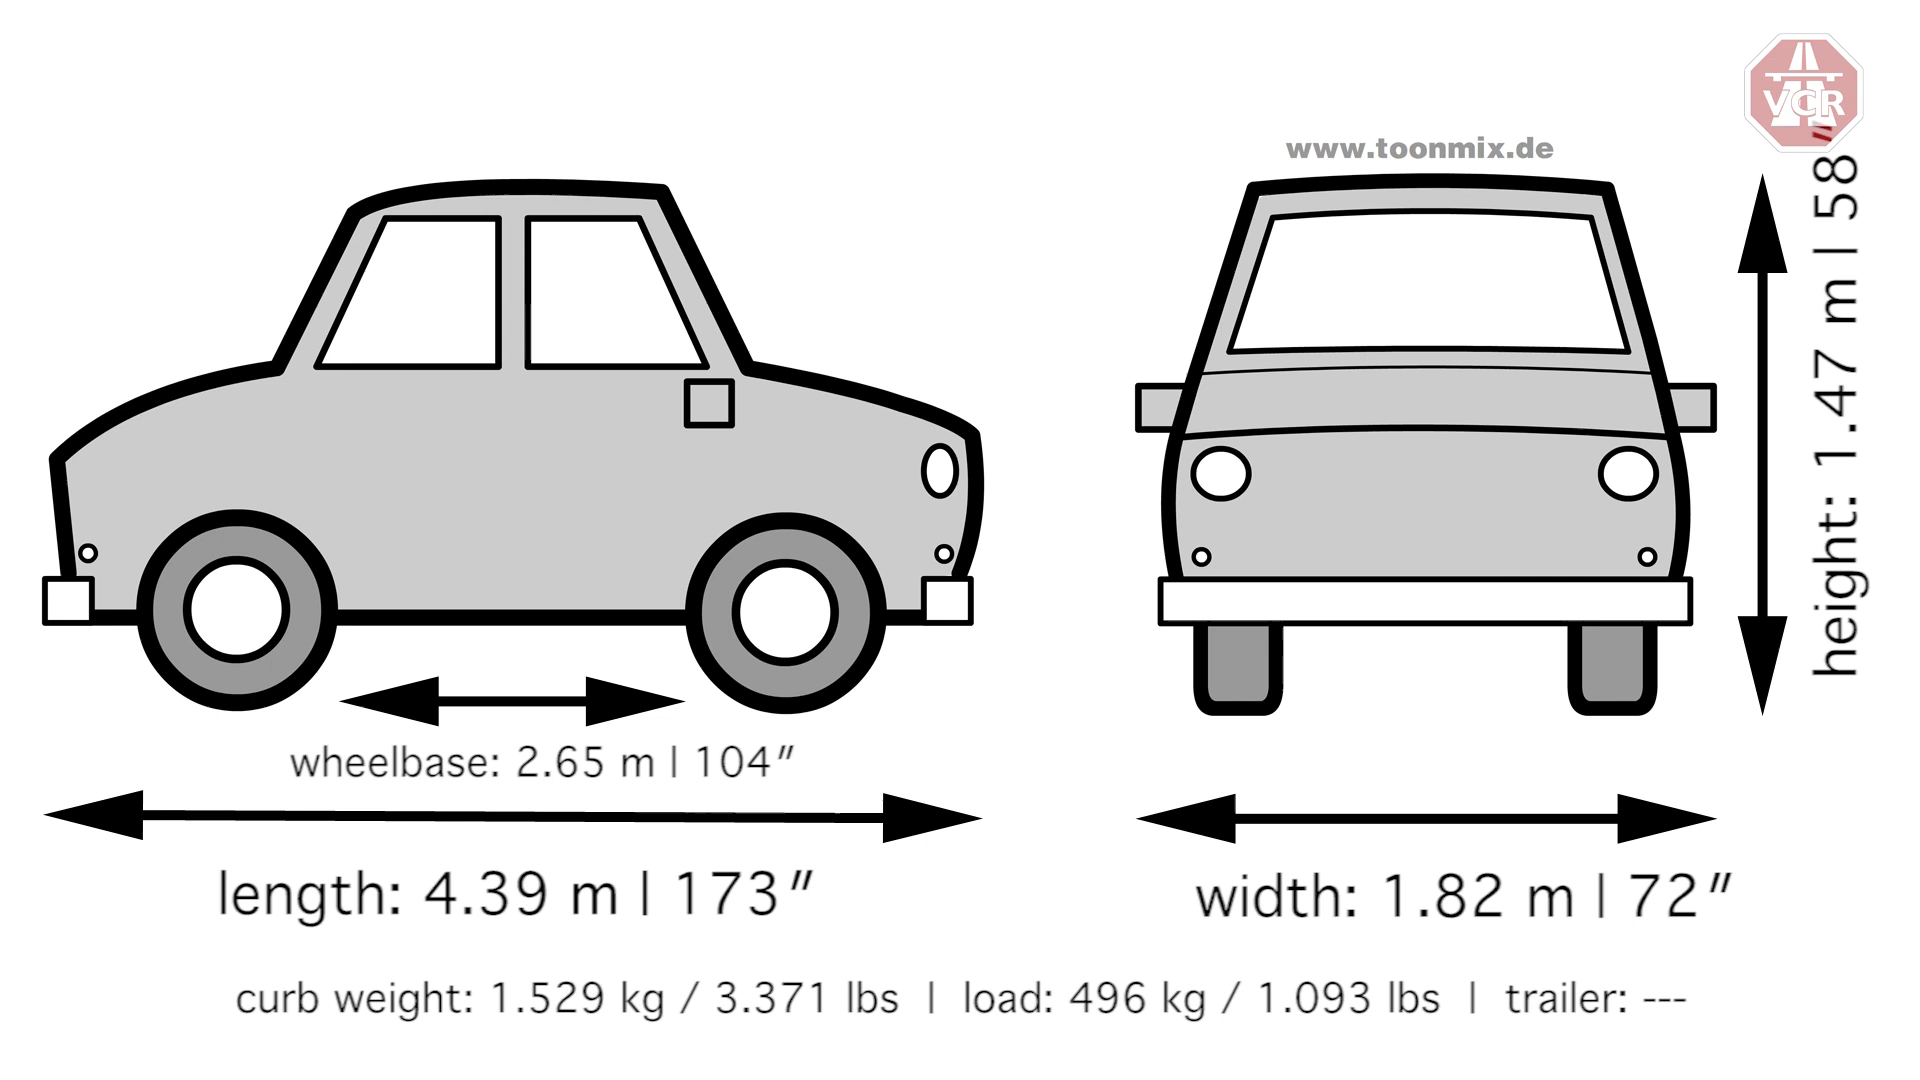 VCR
www.toonmix.de
height: 1.47 m | 58"
wheelbase: 2.65 m | 104"
length: 4.39 m | 173"
width: 1.82 m | 72"
curb weight: 1.529 kg / 3.371 lbs | load: 496 kg / 1.093 lbs | trailer: ---